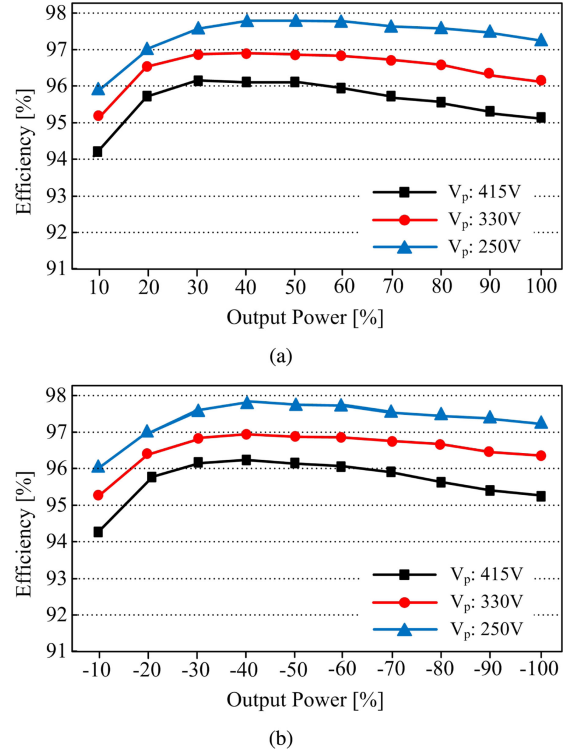 98
97
96
95
94
93
92
91
Efficiency [%]
Vp: 415V
Vp: 330V
Vp: 250V
10 20 30 40 50 60 70 80 90 100
Output Power [%]
(a)
98
97
96
95
94
93
92
91
Efficiency [%]
Vp: 415V
Vp: 330V
Vp: 250V
-10 -20 -30 -40 -50 -60 -70 -80 -90 -100
Output Power [%]
(b)